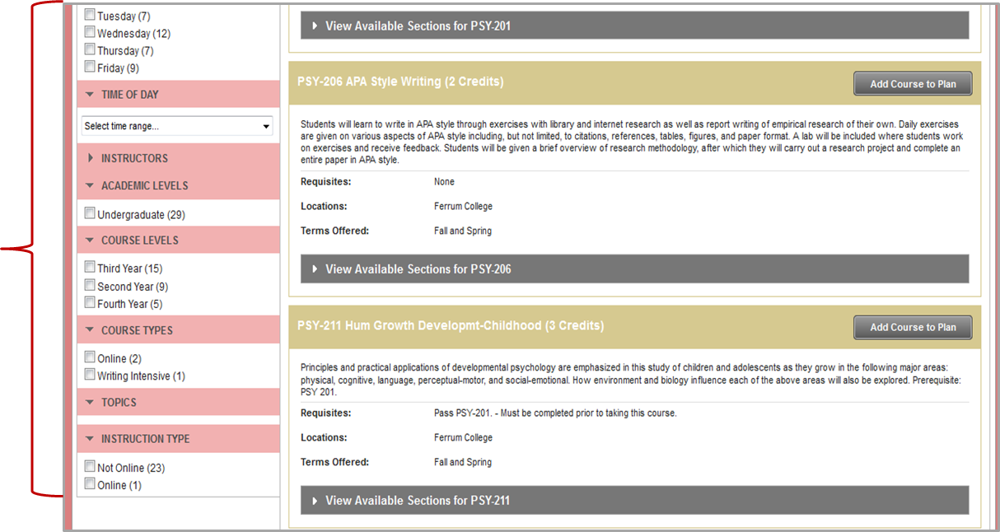 Tuesday (7)
Wednesday (12)
Thursday (7)
Friday (9)
TIME OF DAY
Select time range...
INSTRUCTORS
ACADEMIC LEVELS
Undergraduate (29)
COURSE LEVELS
Third Year (15)
Second Year (9)
Fourth Year (5)
COURSE TYPES
Online (2)
Writing Intensive (1)
TOPICS
INSTRUCTION TYPE
Not Online (23)
Online (1)
View Available Sections for PSY-201
PSY-206 APA Style Writing (2 Credits)
Add Course to Plan
Students will learn to write in APA style through exercises with library and internet research as well as report writing of empirical research of their own. Daily exercises
are given on various aspects of APA style including, but not limited, to citations, references, tables, figures, and paper format. A lab will be included where students work
on exercises and receive feedback. Students will be given a brief overview of research methodology, after which they will carry out a research project and complete an
entire paper in APA style.
Requisites: None
Locations: Ferrum College
Terms Offered: Fall and Spring
View Available Sections for PSY-206
PSY-211 Hum Growth Developmt-Childhood (3 Credits)
Add Course to Plan
Principles and practical applications of developmental psychology are emphasized in this study of children and adolescents as they grow in the following major areas:
physical, cognitive, language, perceptual-motor, and social-emotional. How environment and biology influence each of the above areas will also be explored. Prerequisite:
PSY 201.
Requisites: Pass PSY-201. - Must be completed prior to taking this course.
Locations: Ferrum College
Terms Offered: Fall and Spring
View Available Sections for PSY-211